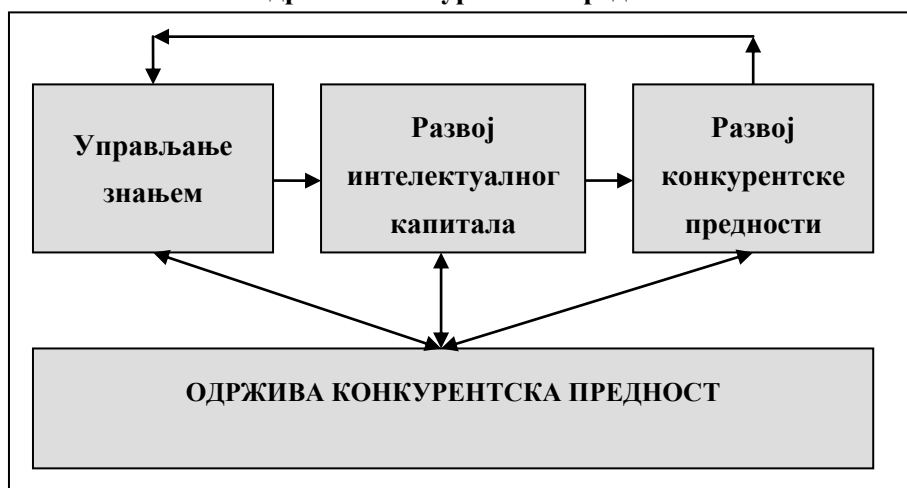 Управљање
знањем
Развој
интелектуалног
капитала
Развој
конкурентске
предности
ОДРЖИВА КОНКУРЕНТСКА ПРЕДНОСТ